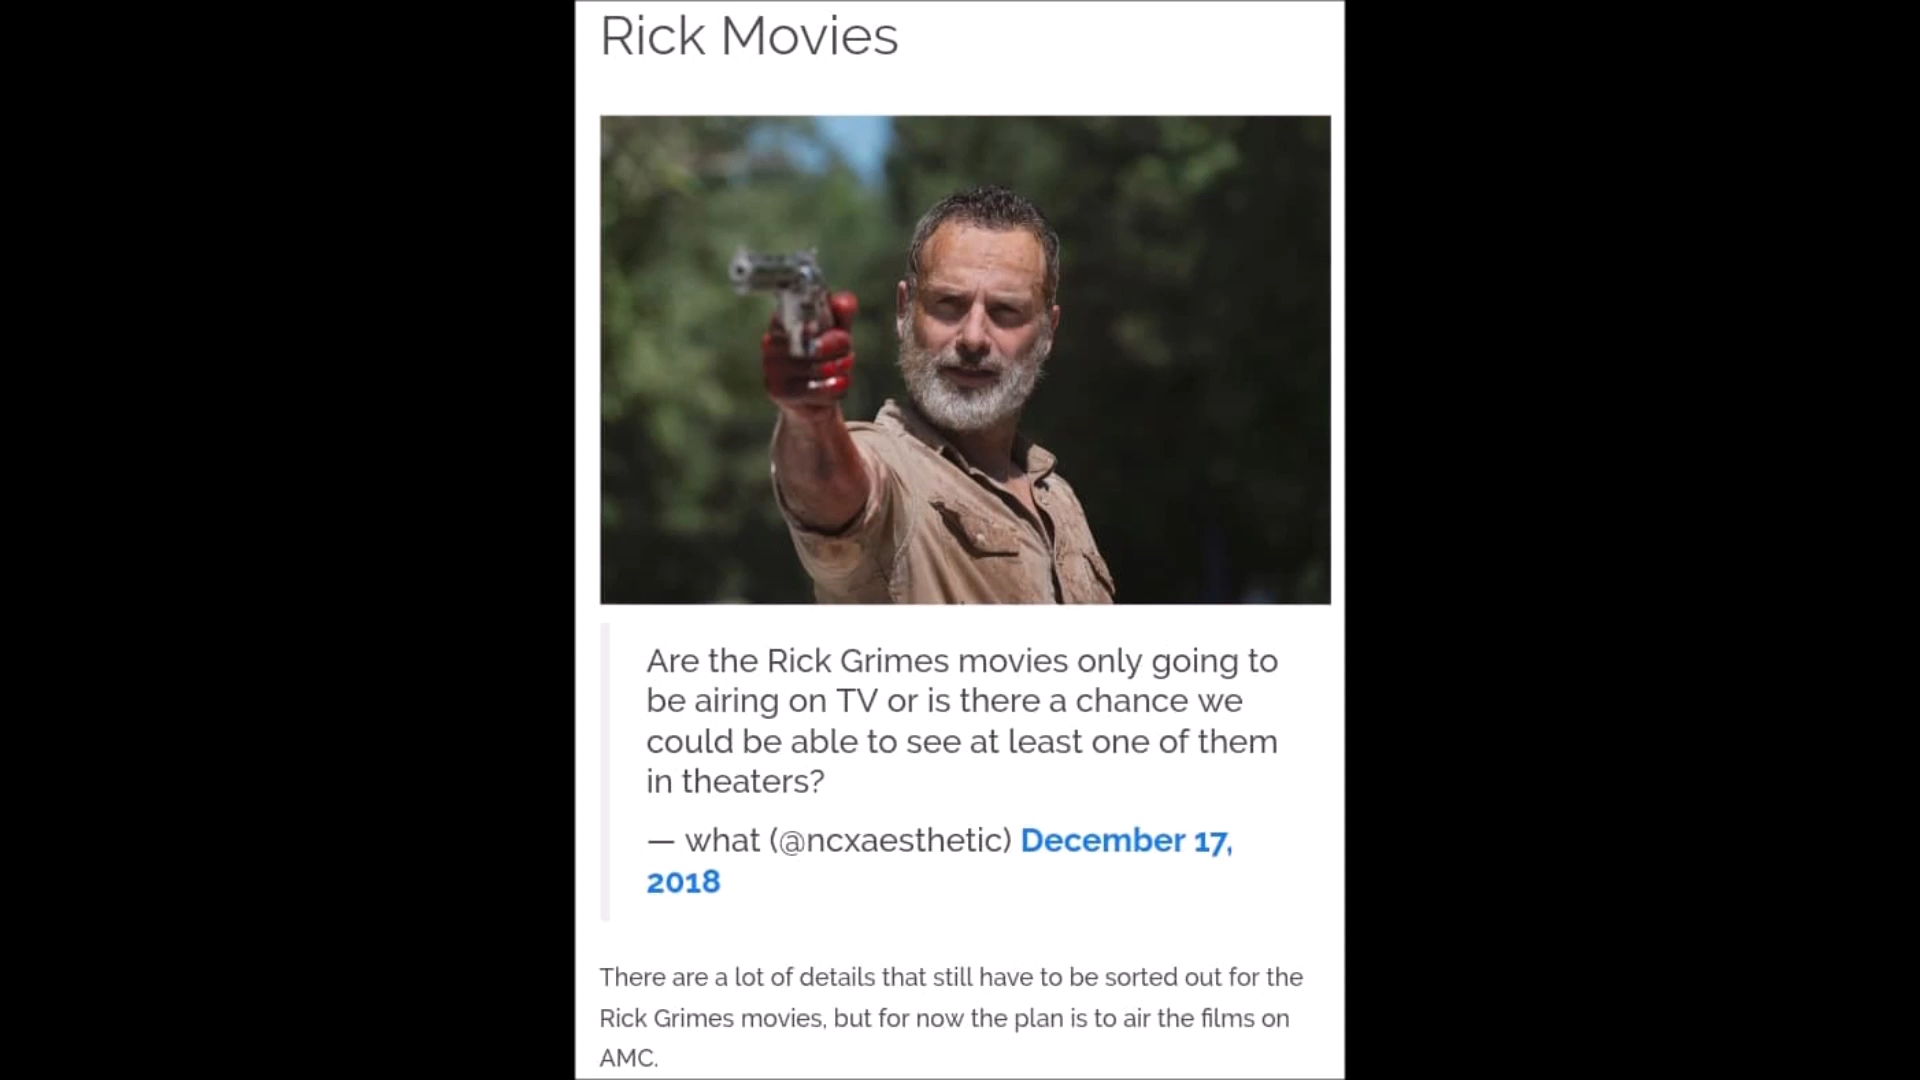 Rick Movies
Are the Rick Grimes movies only going to
be airing on TV or is there a chance we
could be able to see at least one of them
in theaters?
— what (@ncxaesthetic) December 17,
2018
There are a lot of details that still have to be sorted out for the
Rick Grimes movies, but for now the plan is to air the films on
AMC.